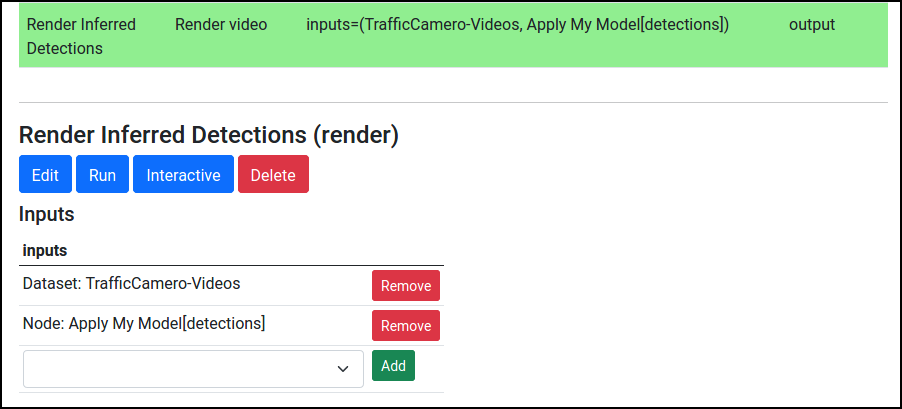 Render Inferred Detections Render video inputs=(TrafficCamero-Videos, Apply My Model[detections]) output
Render Inferred Detections (render)
Edit Run Interactive Delete
Inputs
inputs
Dataset: TrafficCamero-Videos Remove
Node: Apply My Model[detections] Remove
Add